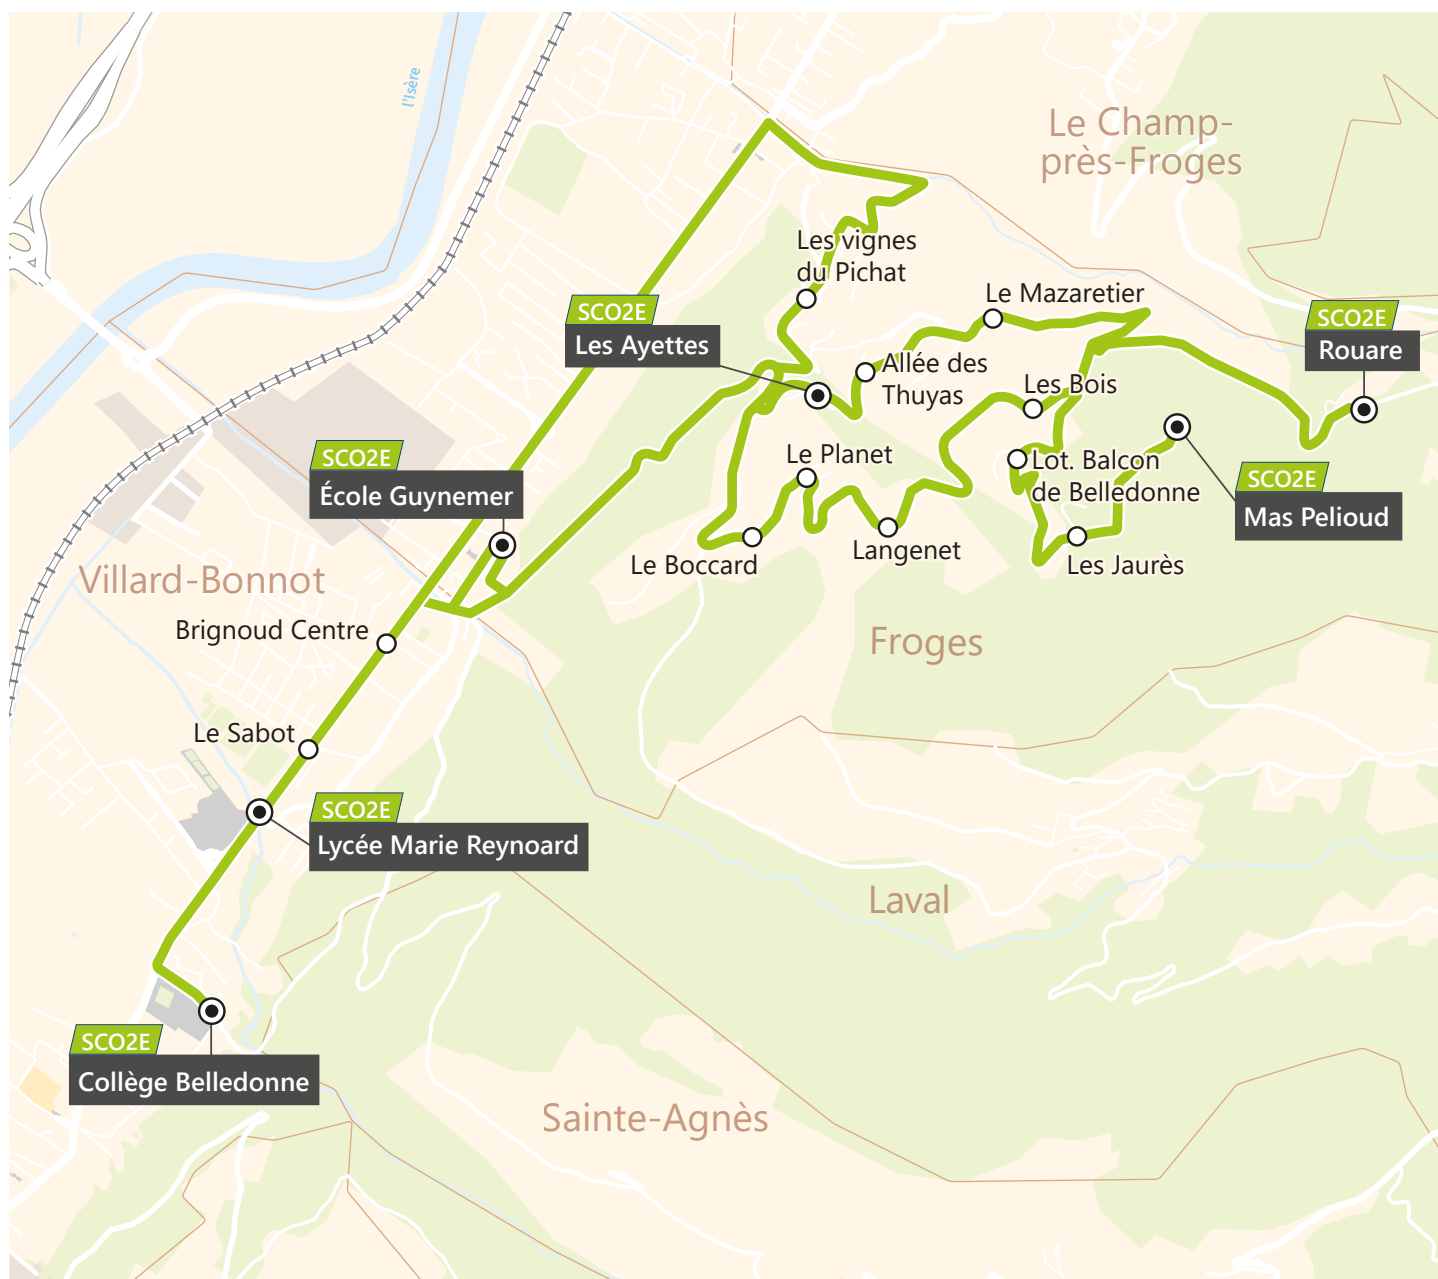 l'Isère
Le Champ-
près-Froges
Les vignes
du Pichat
Le Mazaretier
SCO2E
Les Ayettes
SCO2E
Rouare
Allée des
Thuyas
Les Bois
SCO2E
École Guynemer
Le Planet
Lot. Balcon
de Belledonne
SCO2E
Mas Pelioud
Langenet
Le Boccard
Les Jaurès
Villard-Bonnot
Brignoud Centre
Froges
Le Sabot
SCO2E
Lycée Marie Reynoard
Laval
SCO2E
Collège Belledonne
Sainte-Agnès